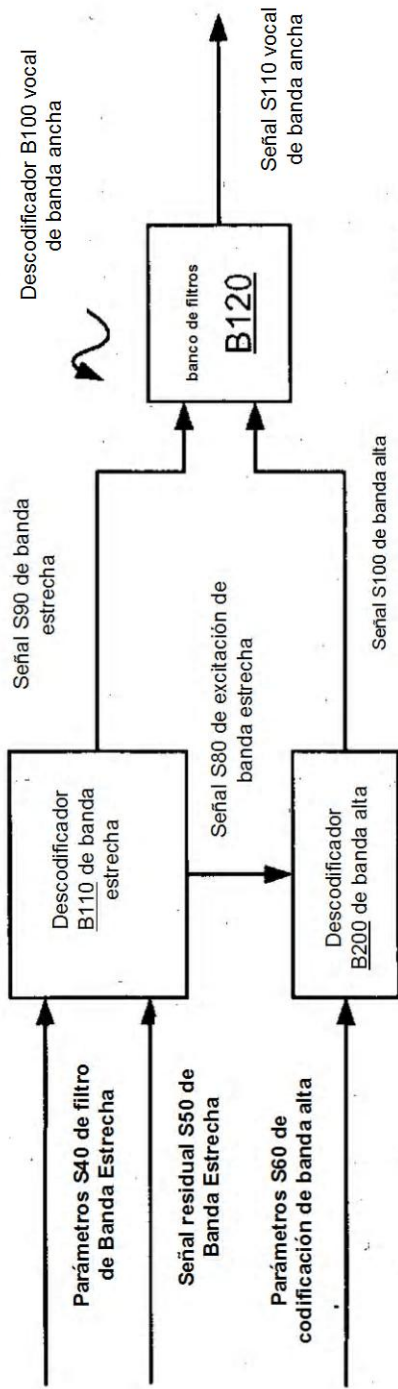 Descodificador B100 vocal
de banda ancha
Parámetros S40 de filtro
de Banda Estrecha
Señal residual S50 de
Banda Estrecha
Parámetros S60 de
codificación de banda alta
Descodificador
B110 de banda
estrecha
Señal S90 de banda
estrecha
Señal S80 de excitación de
banda estrecha
Descodificador
B200 de banda alta
Señal S100 de banda alta
banco de filtros
B120
Señal S110 vocal
de banda ancha